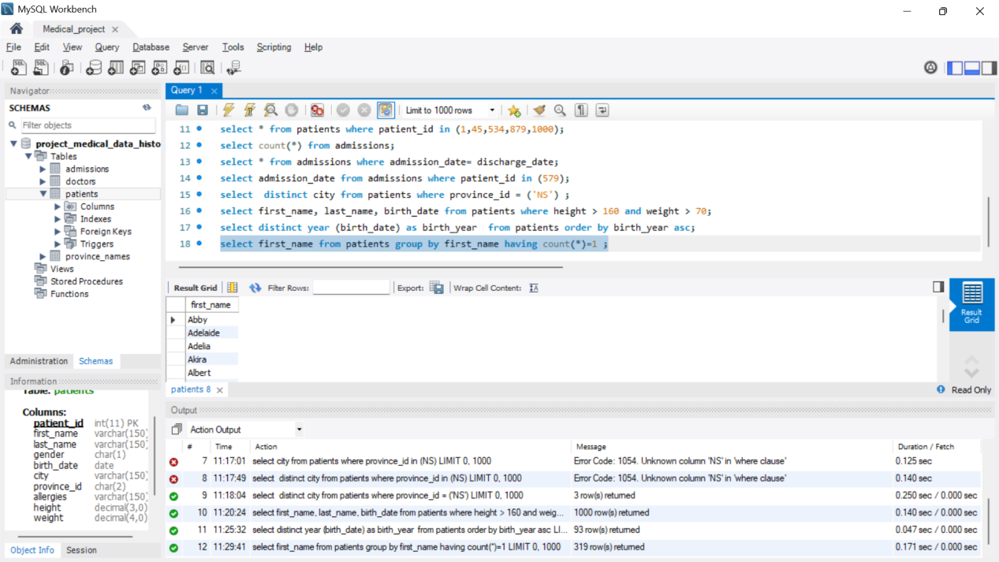 MySQL Workbench
Medical_project
File Edit View Query Database Server Tools Scripting Help
Navigator
SCHEMAS
Filter objects
project_medical_data_histo
Tables
admissions
doctors
patients
Columns
Indexes
Foreign Keys
Triggers
province_names
Views
Stored Procedures
Functions
Administration Schemas
Information
Table: patients
Columns:
patient_id int(11) PK
first_name varchar(150)
last_name varchar(150)
gender char(1)
birth_date date
city varchar(150)
province_id char(2)
allergies varchar(150)
height decimal(3,0)
weight decimal(4,0)
Object Info Session
Query 1
Limit to 1000 rows
11 select * from patients where patient_id in (1,45,534,879,1000);
12 select count(*) from admissions;
13 select * from admissions where admission_date= discharge_date;
14 select admission_date from admissions where patient_id in (579);
15 select distinct city from patients where province_id = ('NS') ;
16 select first_name, last_name, birth_date from patients where height > 160 and weight > 70;
17 select distinct year (birth_date) as birth_year from patients order by birth_year asc;
18 select first_name from patients group by first_name having count(*)=1 ;
Result Grid Filter Rows: Export: Wrap Cell Content:
first_name
Abby
Adelaide
Adelia
Akira
Albert
Result
Grid
patients 8
Read Only
Output
Action Output
# Time Action Message Duration / Fetch
7 11:17:01 select city from patients where province_id in (NS) LIMIT 0, 1000 Error Code: 1054. Unknown column 'NS' in 'where clause' 0.125 sec
8 11:17:49 select distinct city from patients where province_id in (NS) LIMIT 0, 1000 Error Code: 1054. Unknown column 'NS' in 'where clause' 0.140 sec
9 11:18:04 select distinct city from patients where province_id = ('NS') LIMIT 0, 1000 3 row(s) returned 0.250 sec / 0.000 sec
10 11:20:24 select first_name, last_name, birth_date from patients where height > 160 and weig... 1000 row(s) returned 0.140 sec / 0.000 sec
11 11:25:32 select distinct year (birth_date) as birth_year from patients order by birth_year asc LI... 93 row(s) returned 0.047 sec / 0.000 sec
12 11:29:41 select first_name from patients group by first_name having count(*)=1 LIMIT 0, 1000 319 row(s) returned 0.171 sec / 0.000 sec